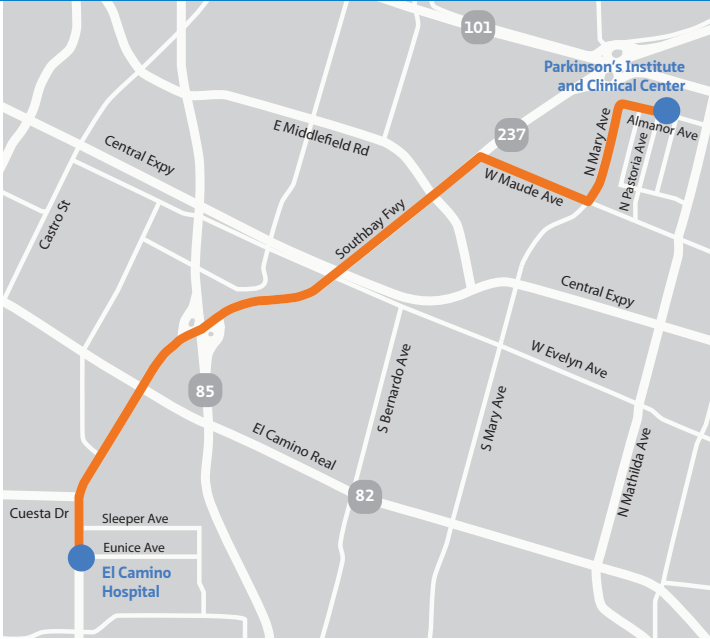 101
Parkinson's Institute
and Clinical Center
237
E Middlefield Rd
N Mary Ave
Almanor Ave
Central Expy
N Pastoria Ave
W Maude Ave
Castro St
Southbay Fwy
Central Expy
W Evelyn Ave
85
S Bernardo Ave
S Mary Ave
El Camino Real
N Mathilda Ave
82
Cuesta Dr
Sleeper Ave
Eunice Ave
El Camino
Hospital